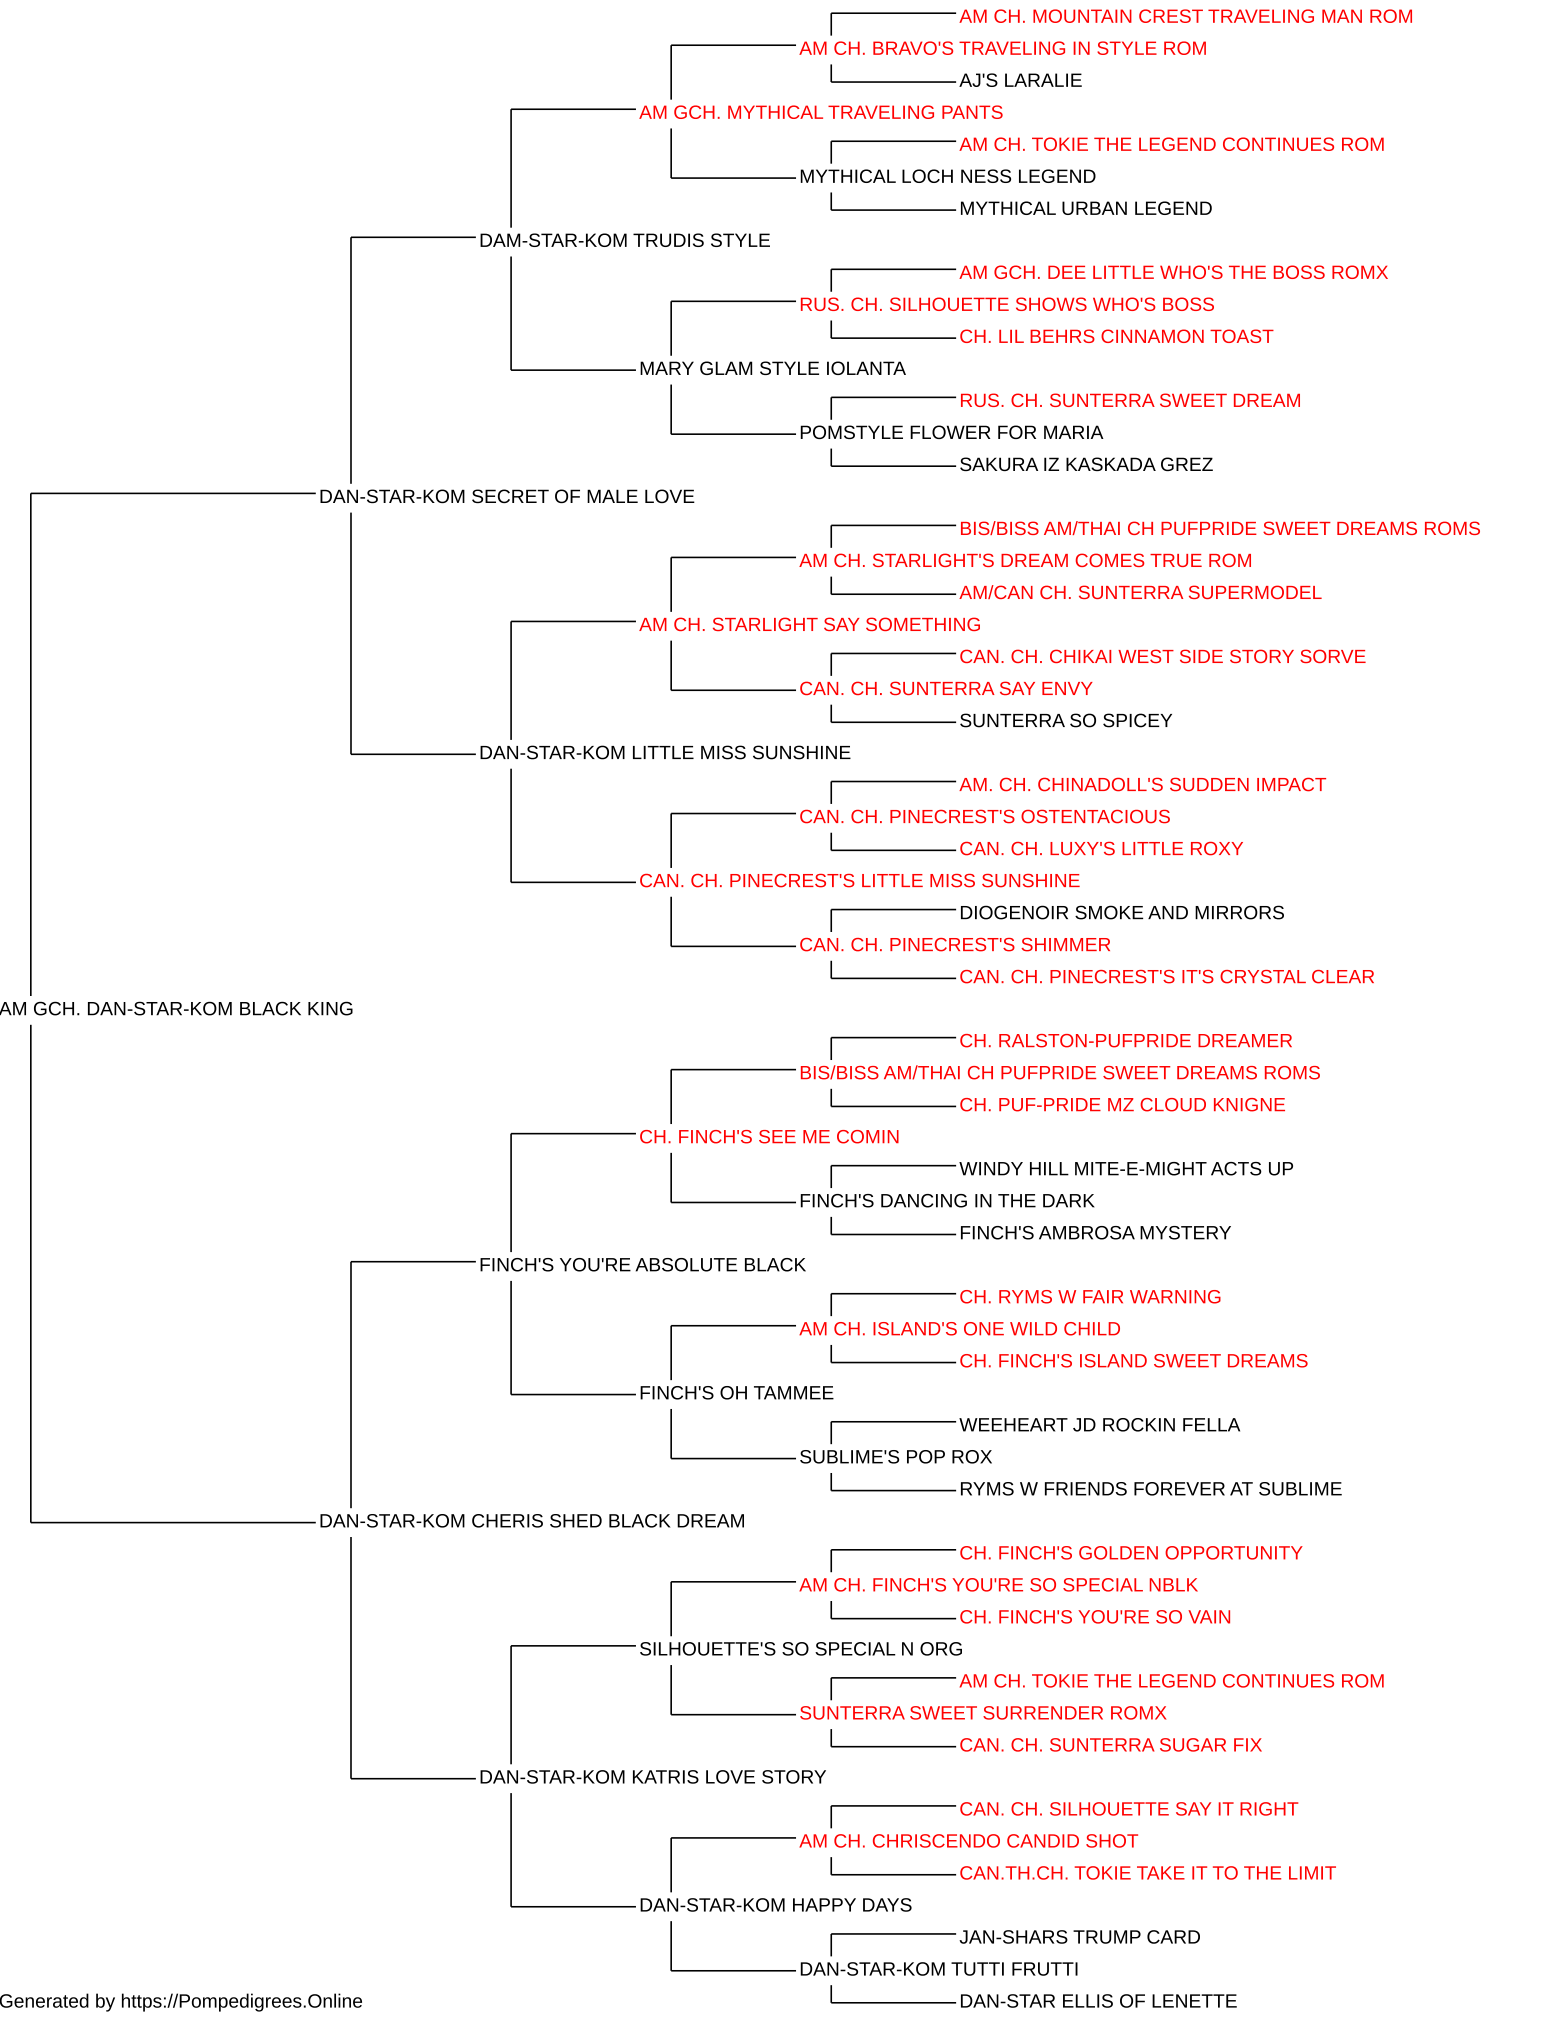 AM CH. MOUNTAIN CREST TRAVELING MAN ROM
AM CH. BRAVO'S TRAVELING IN STYLE ROM
AJ'S LARALIE
AM GCH. MYTHICAL TRAVELING PANTS
AM CH. TOKIE THE LEGEND CONTINUES ROM
MYTHICAL LOCH NESS LEGEND
MYTHICAL URBAN LEGEND
DAM-STAR-KOM TRUDIS STYLE
AM GCH. DEE LITTLE WHO'S THE BOSS ROMX
RUS. CH. SILHOUETTE SHOWS WHO'S BOSS
CH. LIL BEHRS CINNAMON TOAST
MARY GLAM STYLE IOLANTA
RUS. CH. SUNTERRA SWEET DREAM
POMSTYLE FLOWER FOR MARIA
SAKURA IZ KASKADA GREZ
DAN-STAR-KOM SECRET OF MALE LOVE
BIS/BISS AM/THAI CH PUFPRIDE SWEET DREAMS ROMS
AM CH. STARLIGHT'S DREAM COMES TRUE ROM
AM/CAN CH. SUNTERRA SUPERMODEL
AM CH. STARLIGHT SAY SOMETHING
CAN. CH. CHIKAI WEST SIDE STORY SORVE
CAN. CH. SUNTERRA SAY ENVY
SUNTERRA SO SPICEY
DAN-STAR-KOM LITTLE MISS SUNSHINE
AM. CH. CHINADOLL'S SUDDEN IMPACT
CAN. CH. PINECREST'S OSTENTACIOUS
CAN. CH. LUXY'S LITTLE ROXY
CAN. CH. PINECREST'S LITTLE MISS SUNSHINE
DIOGENOIR SMOKE AND MIRRORS
CAN. CH. PINECREST'S SHIMMER
CAN. CH. PINECREST'S IT'S CRYSTAL CLEAR
AM GCH. DAN-STAR-KOM BLACK KING
CH. RALSTON-PUFPRIDE DREAMER
BIS/BISS AM/THAI CH PUFPRIDE SWEET DREAMS ROMS
CH. PUF-PRIDE MZ CLOUD KNIGNE
CH. FINCH'S SEE ME COMIN
WINDY HILL MITE-E-MIGHT ACTS UP
FINCH'S DANCING IN THE DARK
FINCH'S AMBROSA MYSTERY
FINCH'S YOU'RE ABSOLUTE BLACK
CH. RYMS W FAIR WARNING
AM CH. ISLAND'S ONE WILD CHILD
CH. FINCH'S ISLAND SWEET DREAMS
FINCH'S OH TAMMEE
WEEHEART JD ROCKIN FELLA
SUBLIME'S POP ROX
RYMS W FRIENDS FOREVER AT SUBLIME
DAN-STAR-KOM CHERIS SHED BLACK DREAM
CH. FINCH'S GOLDEN OPPORTUNITY
AM CH. FINCH'S YOU'RE SO SPECIAL NBLK
CH. FINCH'S YOU'RE SO VAIN
SILHOUETTE'S SO SPECIAL N ORG
AM CH. TOKIE THE LEGEND CONTINUES ROM
SUNTERRA SWEET SURRENDER ROMX
CAN. CH. SUNTERRA SUGAR FIX
DAN-STAR-KOM KATRIS LOVE STORY
CAN. CH. SILHOUETTE SAY IT RIGHT
AM CH. CHRISCENDO CANDID SHOT
CAN.TH.CH. TOKIE TAKE IT TO THE LIMIT
DAN-STAR-KOM HAPPY DAYS
JAN-SHARS TRUMP CARD
DAN-STAR-KOM TUTTI FRUTTI
DAN-STAR ELLIS OF LENETTE
Generated by https://Pompedigrees.Online